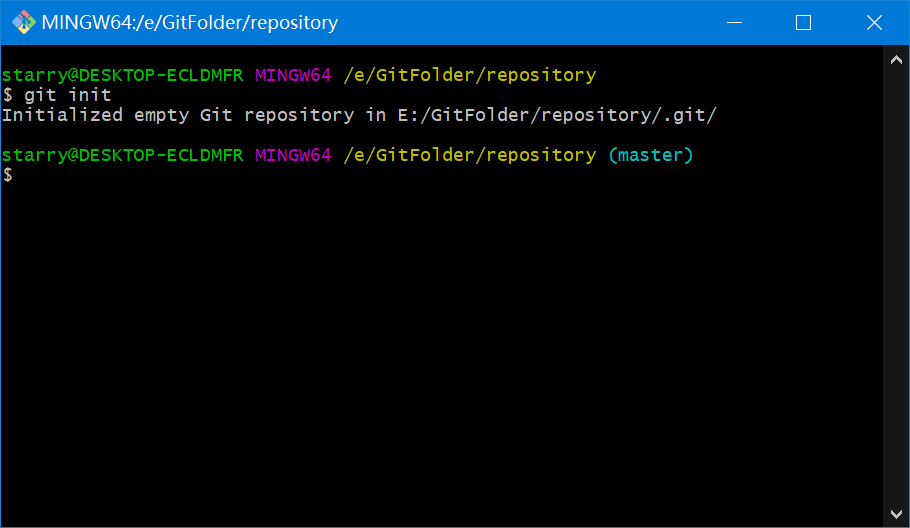 MINGW64:/e/GitFolder/repository
starry@DESKTOP-ECLDMFR MINGW64 /e/GitFolder/repository
$ git init
Initialized empty Git repository in E:/GitFolder/repository/.git/
starry@DESKTOP-ECLDMFR MINGW64 /e/GitFolder/repository (master)
$